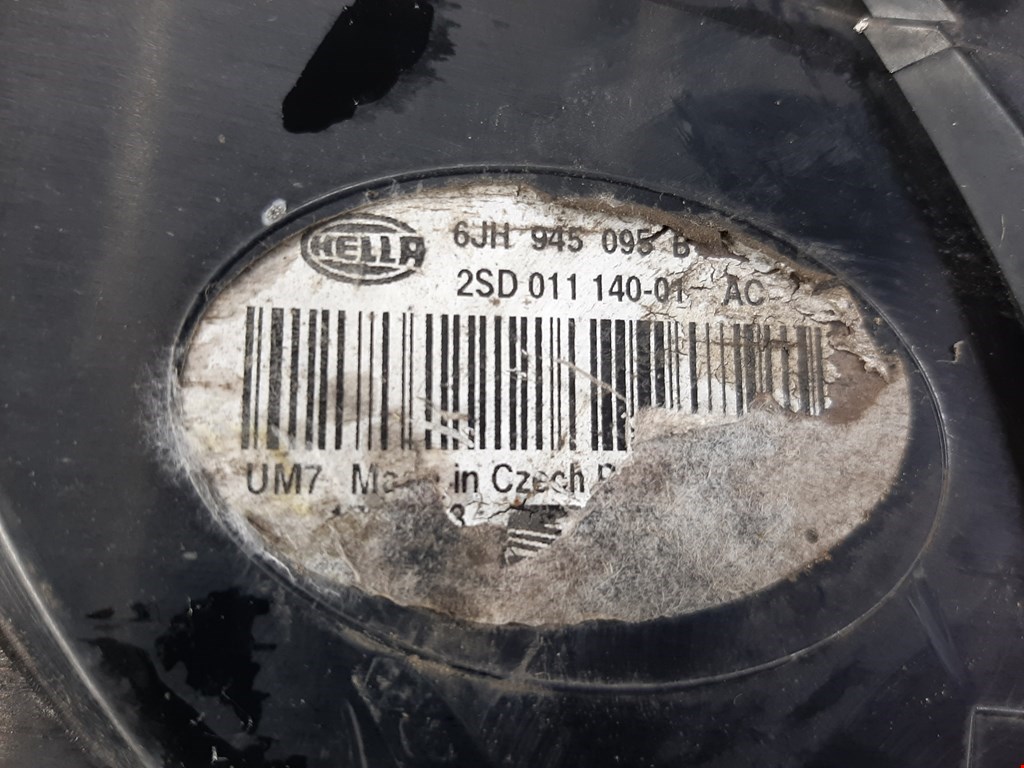 HELLA
6JH 945 095 B
2SD 011 140-01 AC
UM7 in Czech